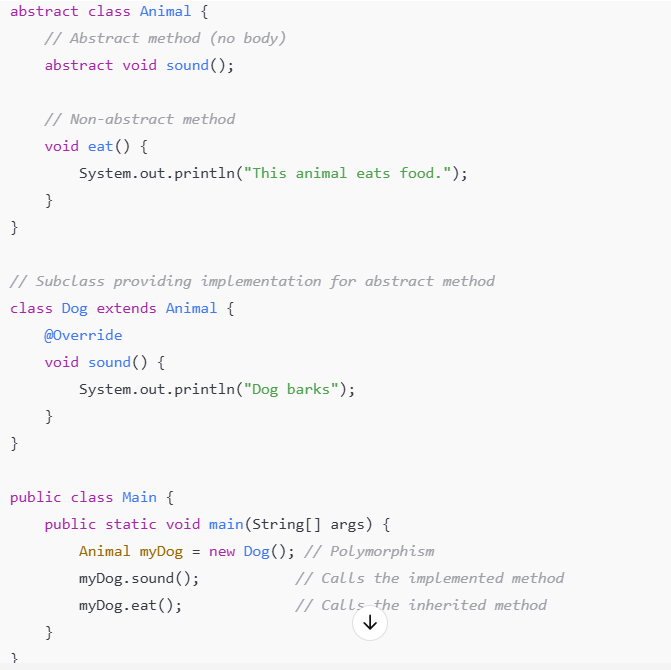 abstract class Animal {
    // Abstract method (no body)
    abstract void sound();

    // Non-abstract method
    void eat() {
        System.out.println("This animal eats food.");
    }
}

// Subclass providing implementation for abstract method
class Dog extends Animal {
    @Override
    void sound() {
        System.out.println("Dog barks");
    }
}

public class Main {
    public static void main(String[] args) {
        Animal myDog = new Dog(); // Polymorphism
        myDog.sound();           // Calls the implemented method
        myDog.eat();             // Calls the inherited method
    }
}